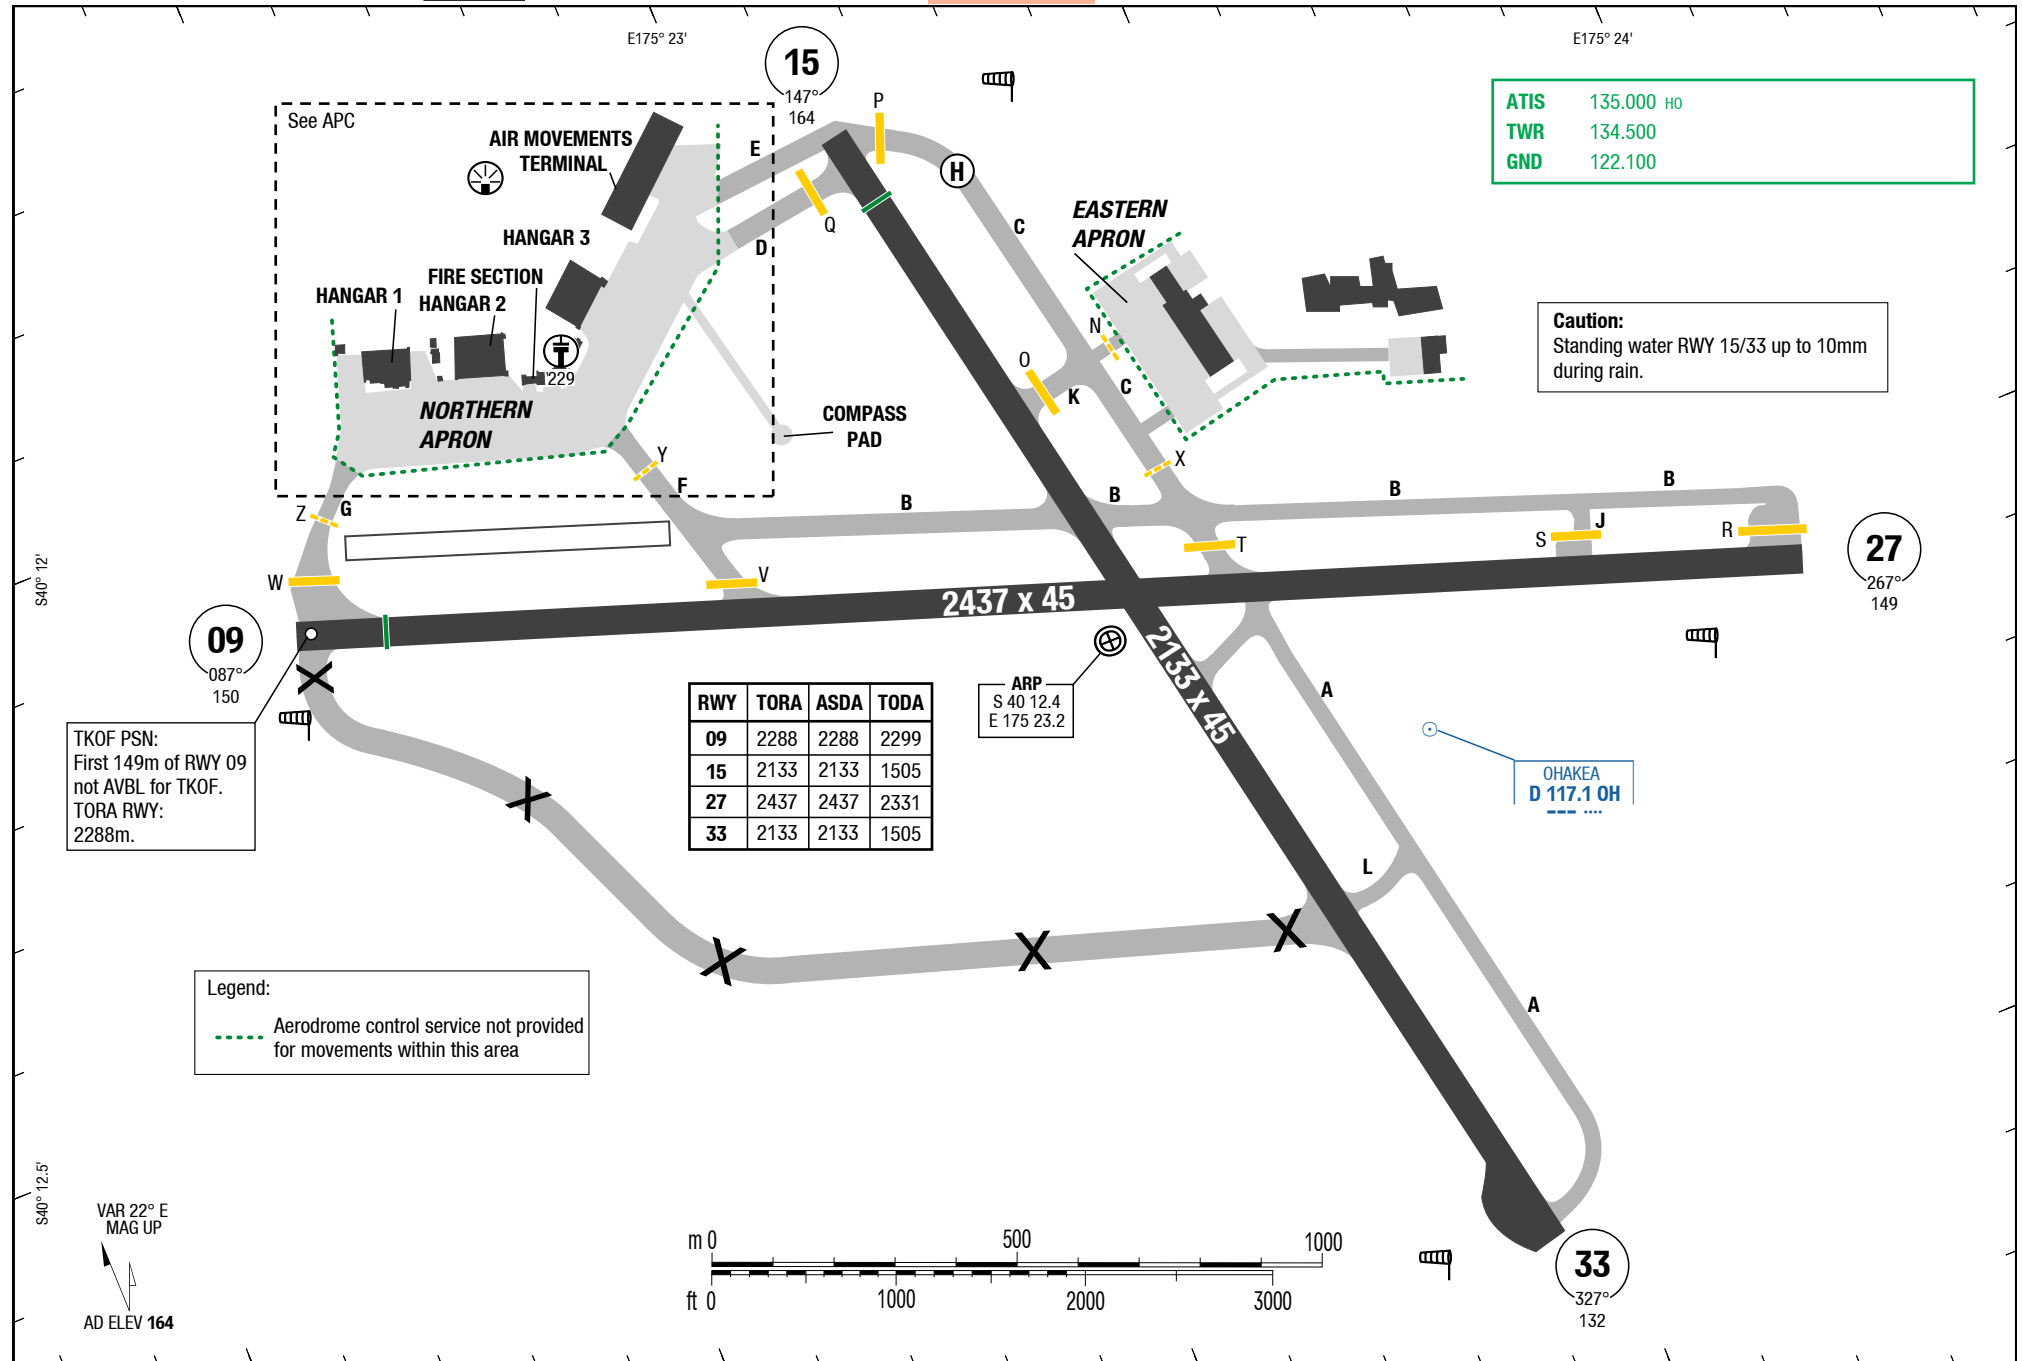 E175° 23'
E175° 24'
15
147°
164
P
ATIS 135.000 HO
TWR 134.500
GND 122.100
See APC
AIR MOVEMENTS
TERMINAL
E
H
Q
D
C
EASTERN
APRON
HANGAR 3
FIRE SECTION
HANGAR 1
HANGAR 2
229
N
O
K
C
Caution:
Standing water RWY 15/33 up to 10mm
during rain.
NORTHERN
APRON
COMPASS
PAD
Y
F
X
B
B
B
B
Z
G
J
S
R
T
W
V
27
267°
149
S40° 12'
2437 x 45
09
087°
150
2133 x 45
ARP
S 40 12.4
E 175 23.2
A
RWY TORA ASDA TODA
09 2288 2288 2299
15 2133 2133 1505
27 2437 2437 2331
33 2133 2133 1505
TKOF PSN:
First 149m of RWY 09
not AVBL for TKOF.
TORA RWY:
2288m.
OHAKEA
D 117.1 OH
L
A
Legend:
Aerodrome control service not provided
for movements within this area
S40° 12.5'
VAR 22° E
MAG UP
AD ELEV 164
m 0 500 1000
ft 0 1000 2000 3000
33
327°
132